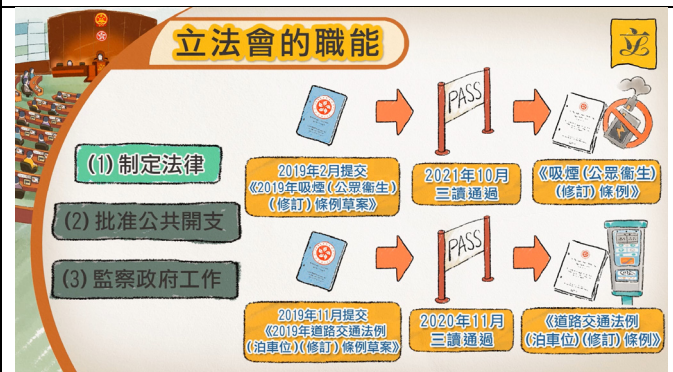 立法會的職能
立
(1) 制定法律
(2) 批准公共開支
(3) 監察政府工作
PASS
2019年2月提交
《2019年吸煙(公眾衞生)
(修訂)條例草案》
2021年10月
三讀通過
《吸煙(公眾衞生)
(修訂)條例》
PASS
2019年11月提交
《2019年道路交通法例
(泊車位)(修訂)條例草案》
2020年11月
三讀通過
《道路交通法例
(泊車位)(修訂)條例》